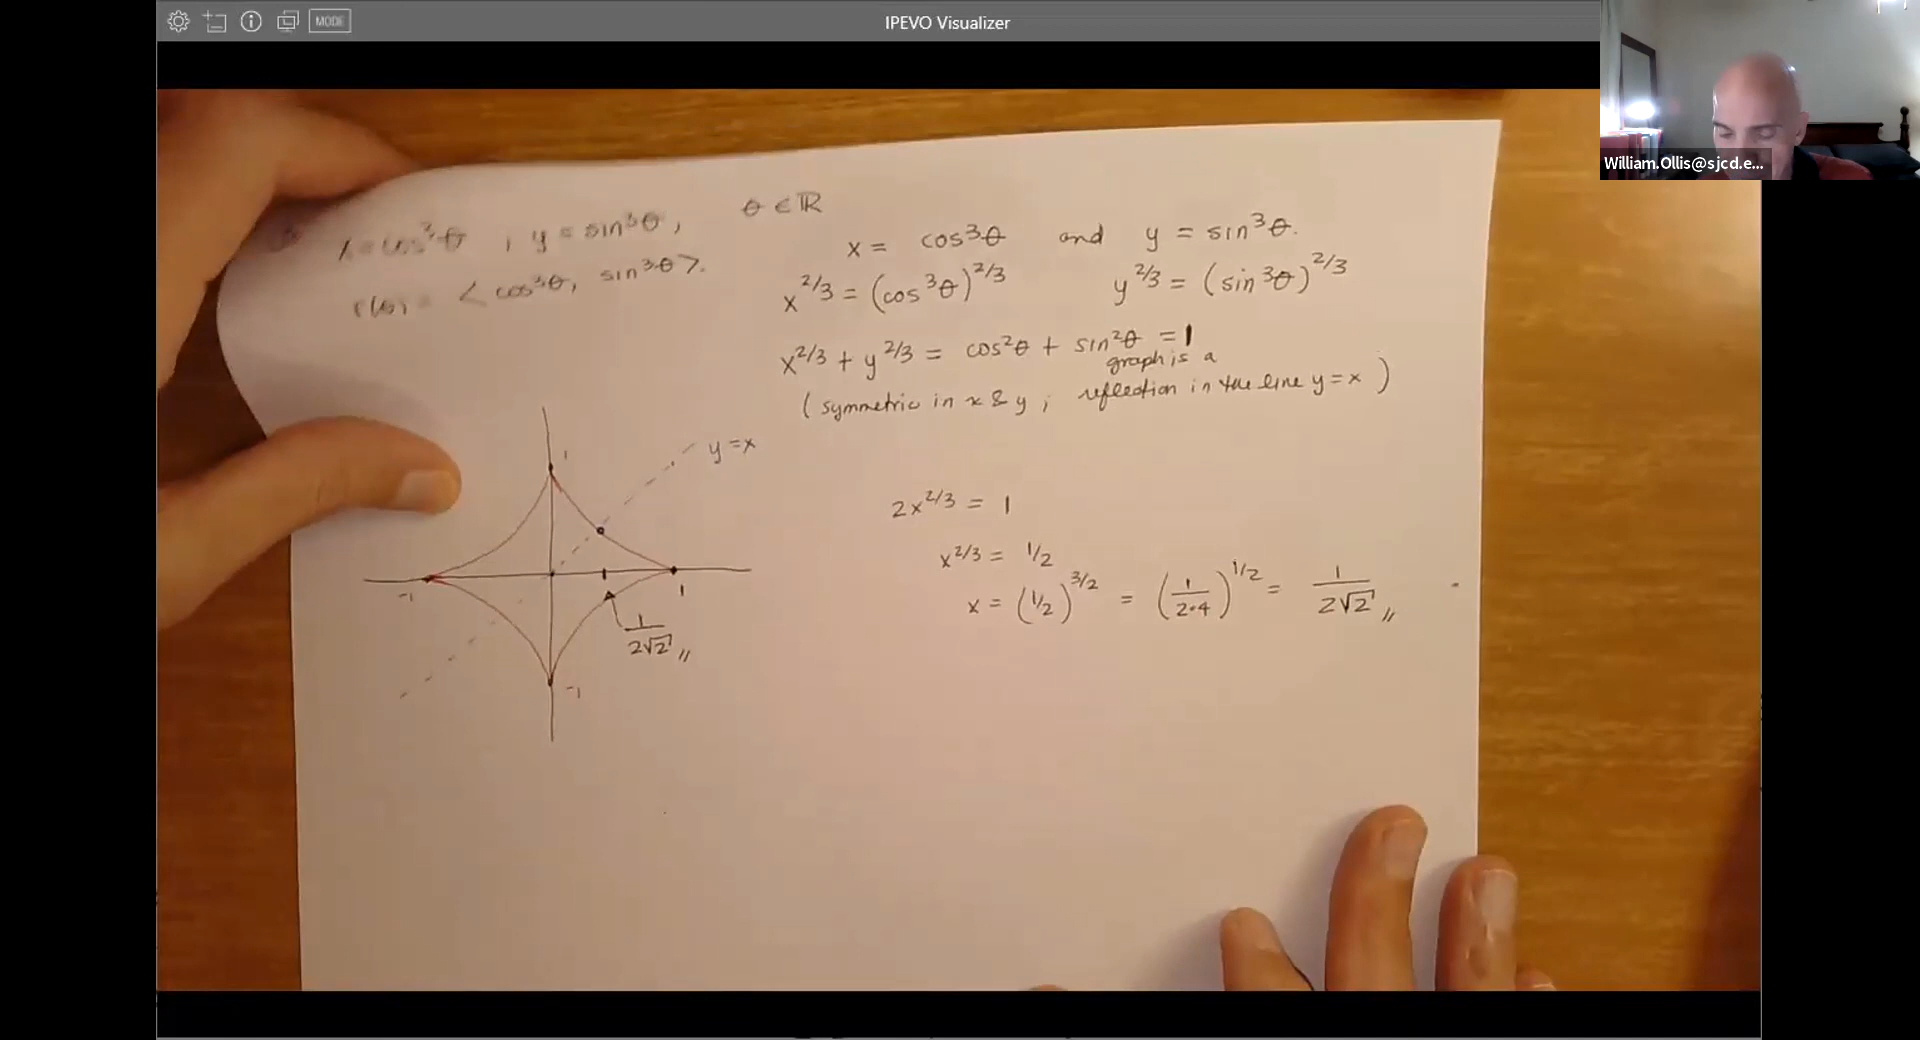 MODE
IPEVO Visualizer
William.Ollis@sjcd.e...
x = cos³θ , y = sin³θ , θ ∈ ℝ
r(θ) = < cos³θ, sin³θ >.
x = cos³θ and y = sin³θ.
x^2/3 = (cos³θ)^2/3 y^2/3 = (sin³θ)^2/3
x^2/3 + y^2/3 = cos²θ + sin²θ = 1
graph is a
( symmetric in x & y ; reflection in the line y = x )
y = x
1
-1
1
-1
1/2√2 //
2x^2/3 = 1
x^2/3 = 1/2
x = (1/2)^3/2 = (1/2·4)^1/2 = 1/2√2 //